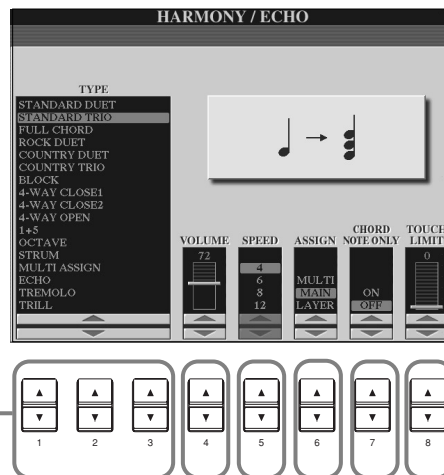 HARMONY / ECHO
TYPE
STANDARD DUET
STANDARD TRIO
FULL CHORD
ROCK DUET
COUNTRY DUET
COUNTRY TRIO
BLOCK
4-WAY CLOSE1
4-WAY CLOSE2
4-WAY OPEN
1+5
OCTAVE
STRUM
MULTI ASSIGN
ECHO
TREMOLO
TRILL
VOLUME
72
SPEED
4
6
8
12
ASSIGN
MULTI
MAIN
LAYER
CHORD
NOTE ONLY
ON
OFF
TOUCH
LIMIT
0
1 2 3 4 5 6 7 8